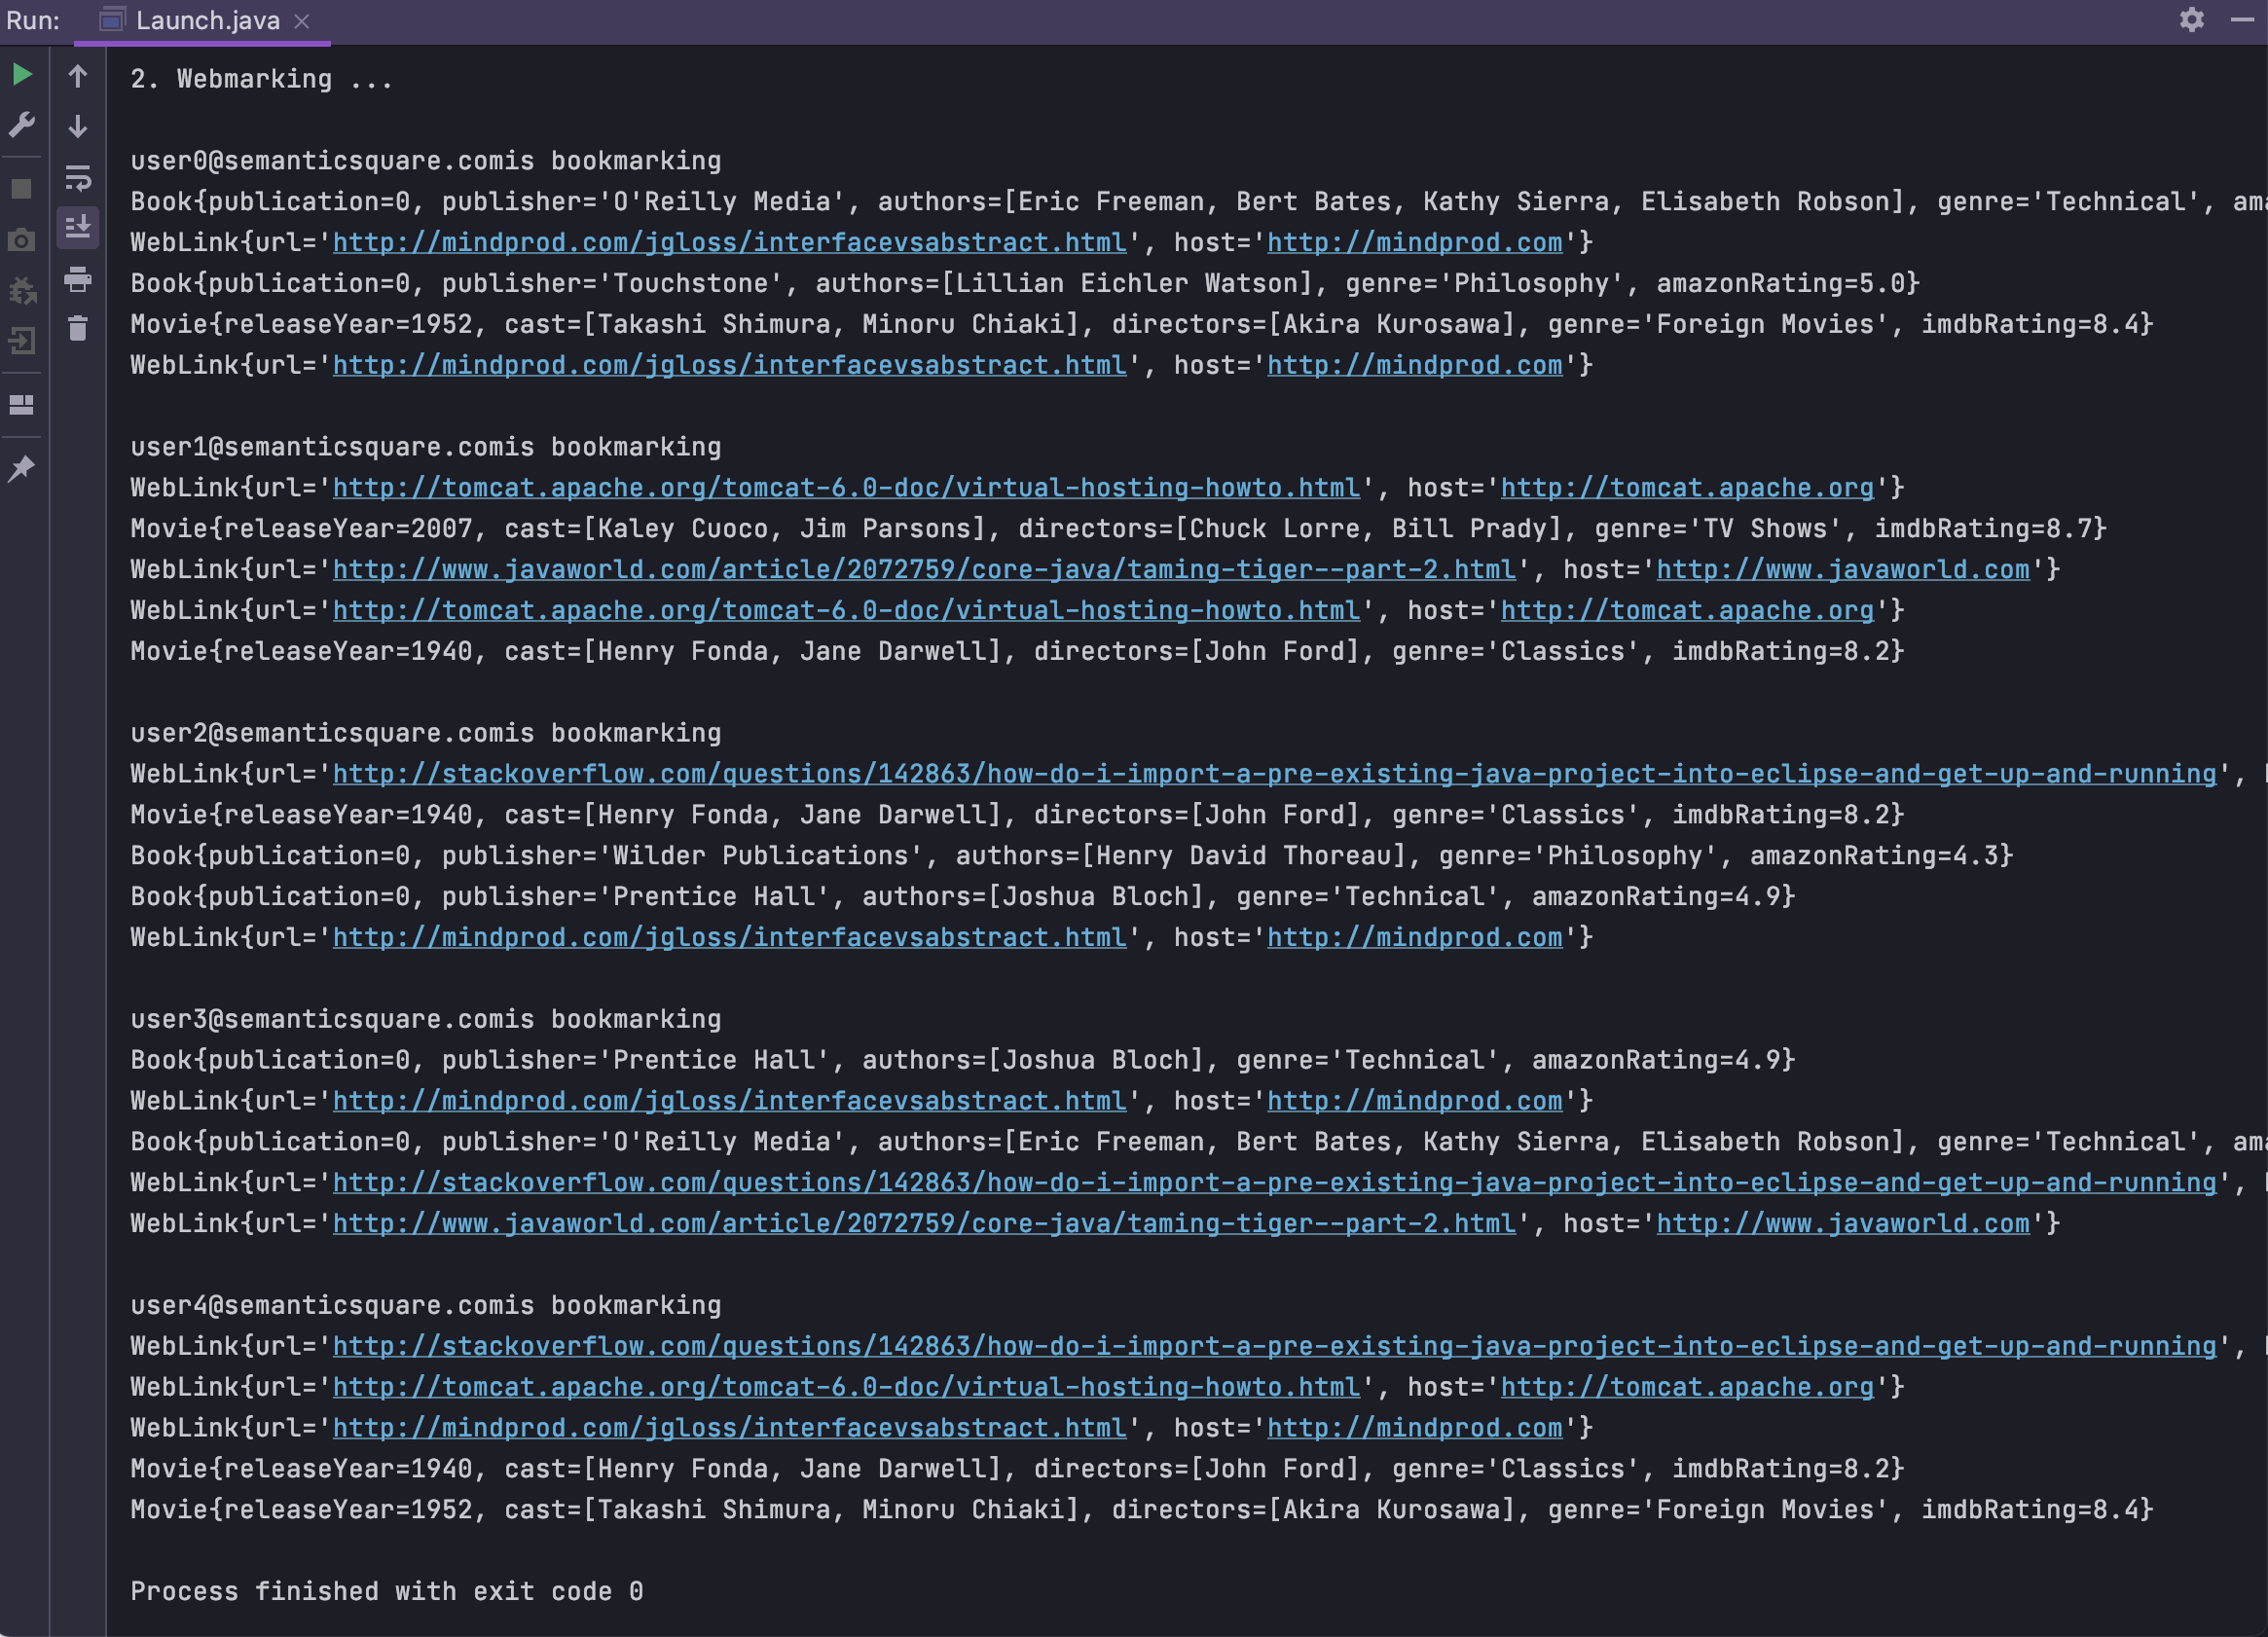 Run: Launch.java
2. Webmarking ...
user0@semanticsquare.comis bookmarking
Book{publication=0, publisher='O'Reilly Media', authors=[Eric Freeman, Bert Bates, Kathy Sierra, Elisabeth Robson], genre='Technical',
WebLink{url='http://mindprod.com/jgloss/interfacevsabstract.html', host='http://mindprod.com'}
Book{publication=0, publisher='Touchstone', authors=[Lillian Eichler Watson], genre='Philosophy', amazonRating=5.0}
Movie{releaseYear=1952, cast=[Takashi Shimura, Minoru Chiaki], directors=[Akira Kurosawa], genre='Foreign Movies', imdbRating=8.4}
WebLink{url='http://mindprod.com/jgloss/interfacevsabstract.html', host='http://mindprod.com'}
user1@semanticsquare.comis bookmarking
WebLink{url='http://tomcat.apache.org/tomcat-6.0-doc/virtual-hosting-howto.html', host='http://tomcat.apache.org'}
Movie{releaseYear=2007, cast=[Kaley Cuoco, Jim Parsons], directors=[Chuck Lorre, Bill Prady], genre='TV Shows', imdbRating=8.7}
WebLink{url='http://www.javaworld.com/article/2072759/core-java/taming-tiger--part-2.html', host='http://www.javaworld.com'}
WebLink{url='http://tomcat.apache.org/tomcat-6.0-doc/virtual-hosting-howto.html', host='http://tomcat.apache.org'}
Movie{releaseYear=1940, cast=[Henry Fonda, Jane Darwell], directors=[John Ford], genre='Classics', imdbRating=8.2}
user2@semanticsquare.comis bookmarking
WebLink{url='http://stackoverflow.com/questions/142863/how-do-i-import-a-pre-existing-java-project-into-eclipse-and-get-up-and-running',
Movie{releaseYear=1940, cast=[Henry Fonda, Jane Darwell], directors=[John Ford], genre='Classics', imdbRating=8.2}
Book{publication=0, publisher='Wilder Publications', authors=[Henry David Thoreau], genre='Philosophy', amazonRating=4.3}
Book{publication=0, publisher='Prentice Hall', authors=[Joshua Bloch], genre='Technical', amazonRating=4.9}
WebLink{url='http://mindprod.com/jgloss/interfacevsabstract.html', host='http://mindprod.com'}
user3@semanticsquare.comis bookmarking
Book{publication=0, publisher='Prentice Hall', authors=[Joshua Bloch], genre='Technical', amazonRating=4.9}
WebLink{url='http://mindprod.com/jgloss/interfacevsabstract.html', host='http://mindprod.com'}
Book{publication=0, publisher='O'Reilly Media', authors=[Eric Freeman, Bert Bates, Kathy Sierra, Elisabeth Robson], genre='Technical',
WebLink{url='http://stackoverflow.com/questions/142863/how-do-i-import-a-pre-existing-java-project-into-eclipse-and-get-up-and-running',
WebLink{url='http://www.javaworld.com/article/2072759/core-java/taming-tiger--part-2.html', host='http://www.javaworld.com'}
user4@semanticsquare.comis bookmarking
WebLink{url='http://stackoverflow.com/questions/142863/how-do-i-import-a-pre-existing-java-project-into-eclipse-and-get-up-and-running',
WebLink{url='http://tomcat.apache.org/tomcat-6.0-doc/virtual-hosting-howto.html', host='http://tomcat.apache.org'}
WebLink{url='http://mindprod.com/jgloss/interfacevsabstract.html', host='http://mindprod.com'}
Movie{releaseYear=1940, cast=[Henry Fonda, Jane Darwell], directors=[John Ford], genre='Classics', imdbRating=8.2}
Movie{releaseYear=1952, cast=[Takashi Shimura, Minoru Chiaki], directors=[Akira Kurosawa], genre='Foreign Movies', imdbRating=8.4}
Process finished with exit code 0